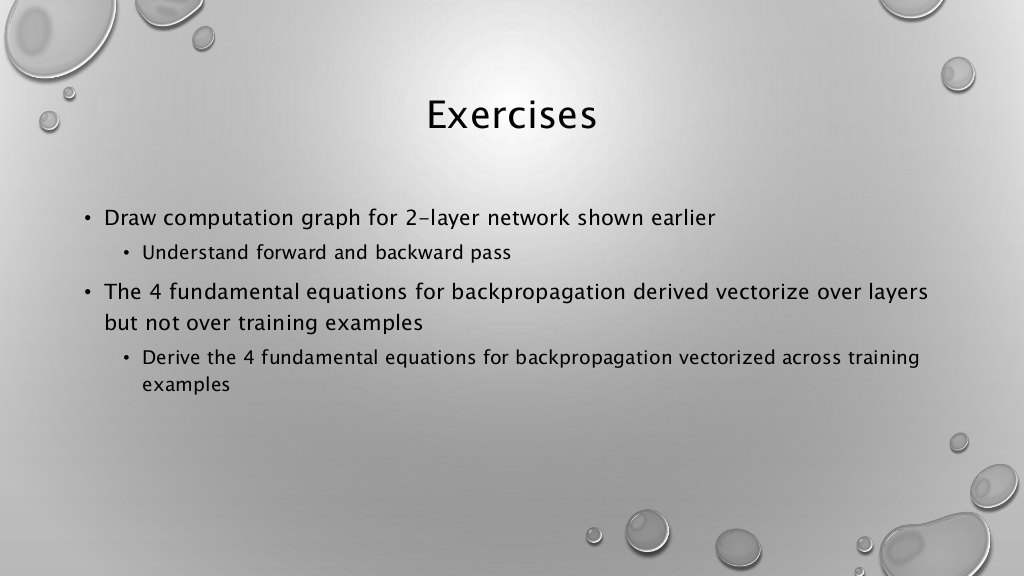 Exercises
• Draw computation graph for 2-layer network shown earlier
• Understand forward and backward pass
• The 4 fundamental equations for backpropagation derived vectorize over layers
but not over training examples
• Derive the 4 fundamental equations for backpropagation vectorized across training
examples